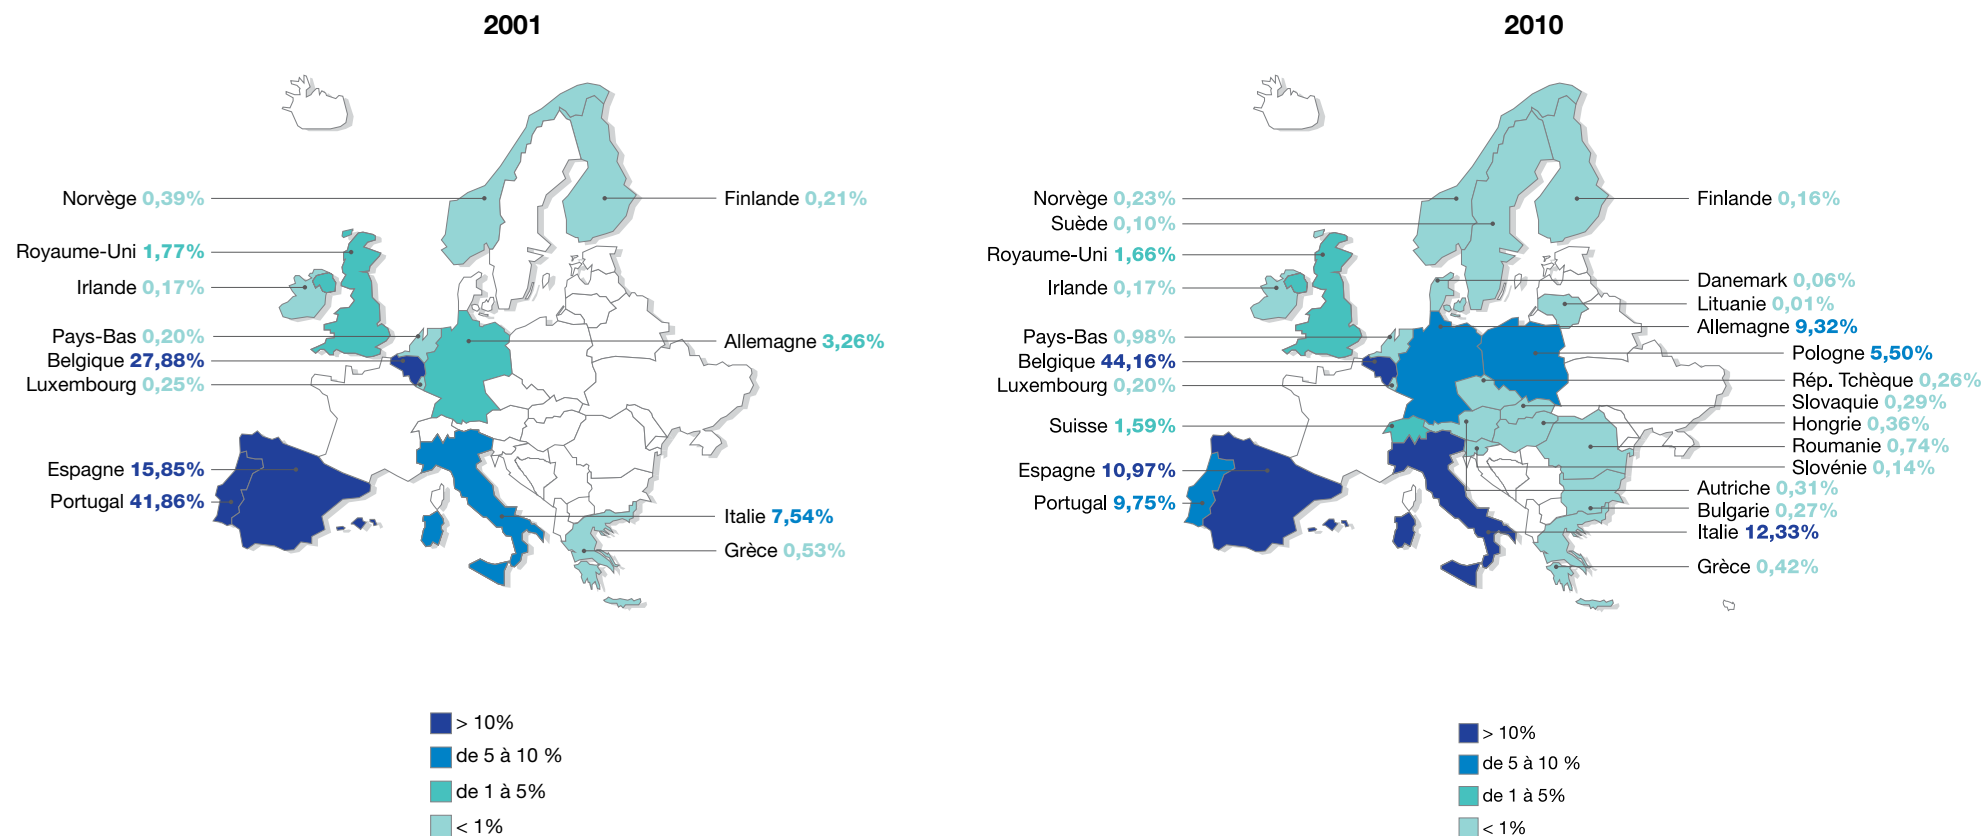 2001
Norvège 0,39%
Finlande 0,21%
Royaume-Uni 1,77%
Irlande 0,17%
Pays-Bas 0,20%
Allemagne 3,26%
Belgique 27,88%
Luxembourg 0,25%
Espagne 15,85%
Portugal 41,86%
Italie 7,54%
Grèce 0,53%
> 10%
de 5 à 10 %
de 1 à 5%
< 1%
2010
Norvège 0,23%
Finlande 0,16%
Suède 0,10%
Royaume-Uni 1,66%
Danemark 0,06%
Irlande 0,17%
Lituanie 0,01%
Allemagne 9,32%
Pays-Bas 0,98%
Pologne 5,50%
Belgique 44,16%
Rép. Tchèque 0,26%
Luxembourg 0,20%
Slovaquie 0,29%
Hongrie 0,36%
Suisse 1,59%
Roumanie 0,74%
Slovénie 0,14%
Espagne 10,97%
Autriche 0,31%
Portugal 9,75%
Bulgarie 0,27%
Italie 12,33%
Grèce 0,42%
> 10%
de 5 à 10 %
de 1 à 5%
< 1%